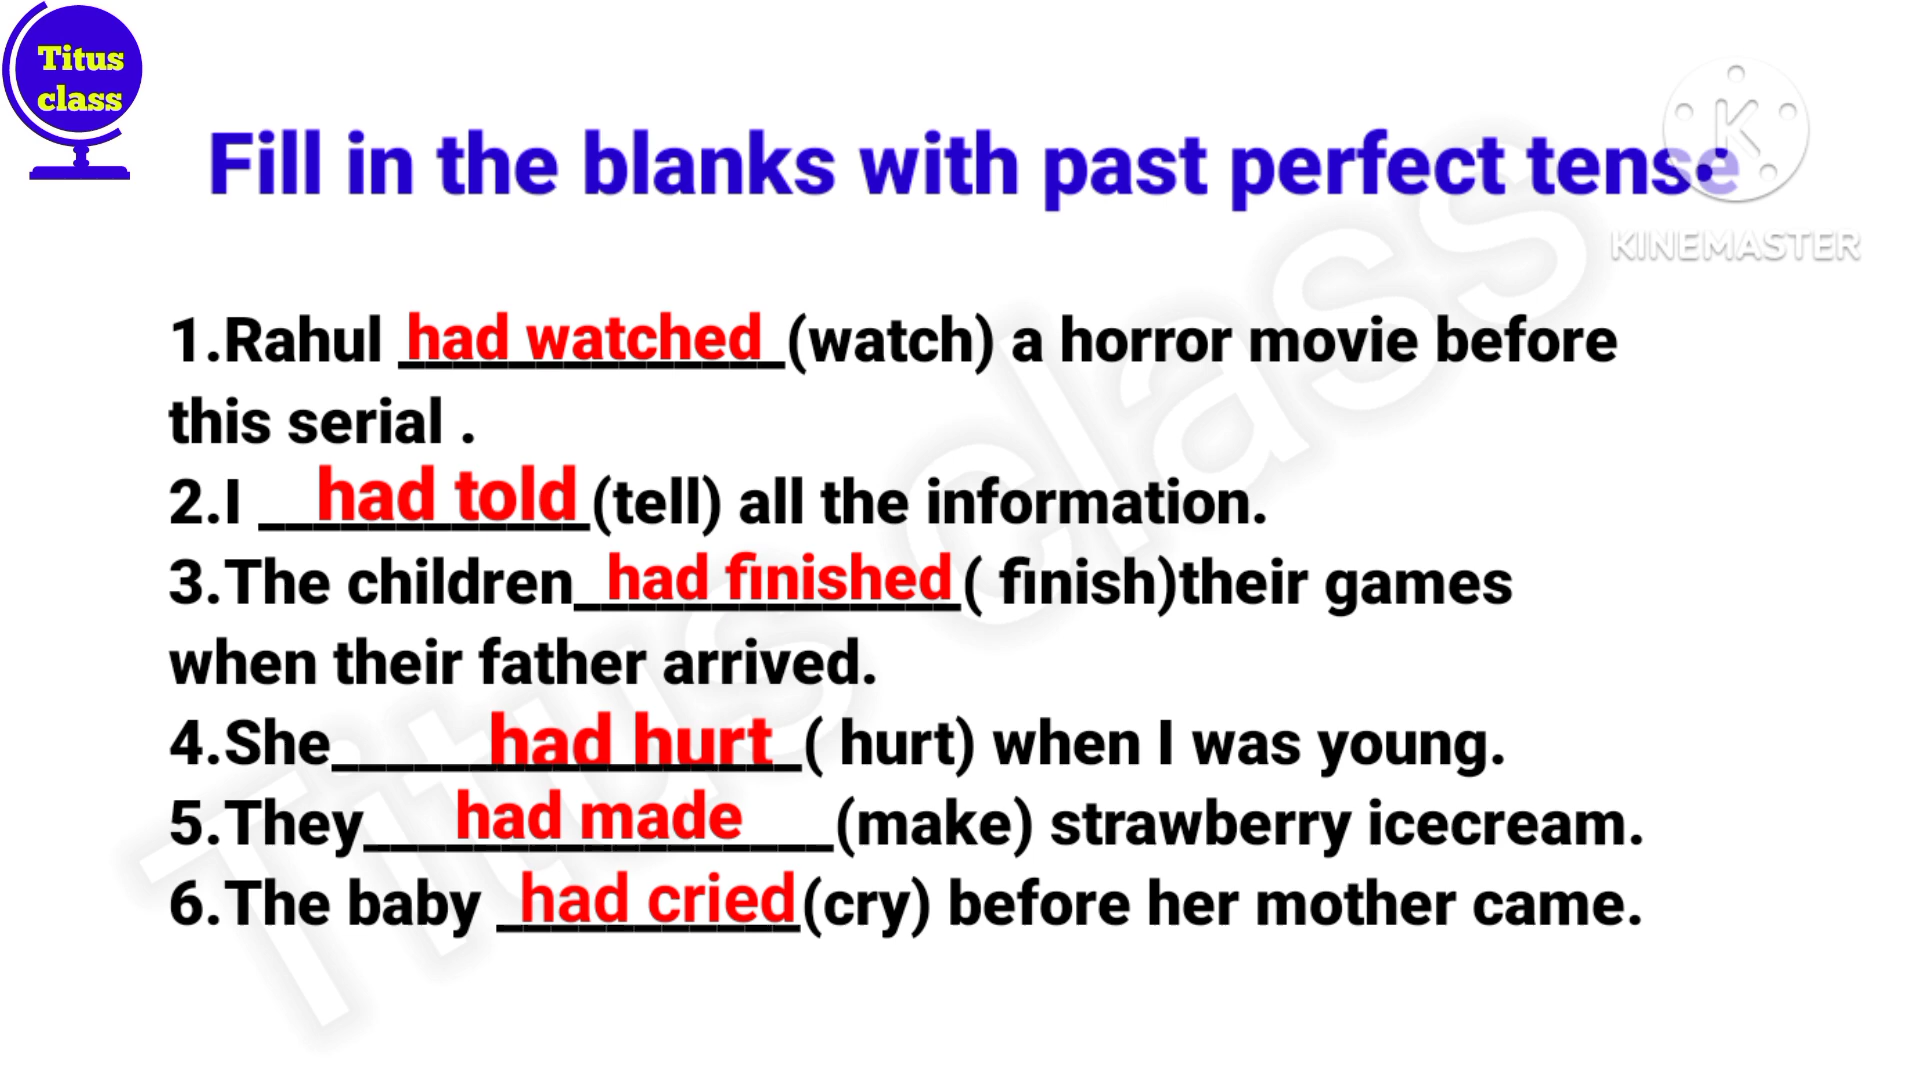 Titus
class
Fill in the blanks with past perfect tense
K
KINEMASTER
1.Rahul had watched (watch) a horror movie before
this serial .
2.I had told (tell) all the information.
3.The children had finished ( finish)their games
when their father arrived.
4.She had hurt ( hurt) when I was young.
5.They had made (make) strawberry icecream.
6.The baby had cried (cry) before her mother came.
Titus class